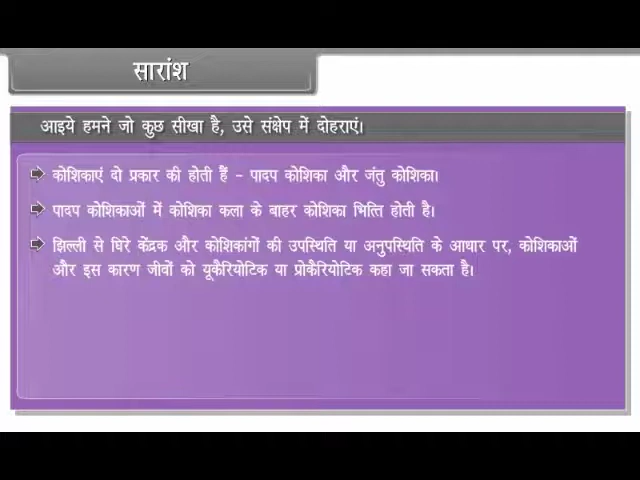 सारांश
आइये हमने जो कुछ सीखा है, उसे संक्षेप में दोहराएं।
कोशिकाएं दो प्रकार की होती हैं - पादप कोशिका और जंतु कोशिका।
पादप कोशिकाओं में कोशिका कला के बाहर कोशिका भित्ति होती है।
झिल्ली से घिरे केंद्रक और कोशिकांगों की उपस्थिति या अनुपस्थिति के आधार पर, कोशिकाओं
और इस कारण जीवों को यूकैरियोटिक या प्रोकैरियोटिक कहा जा सकता है।